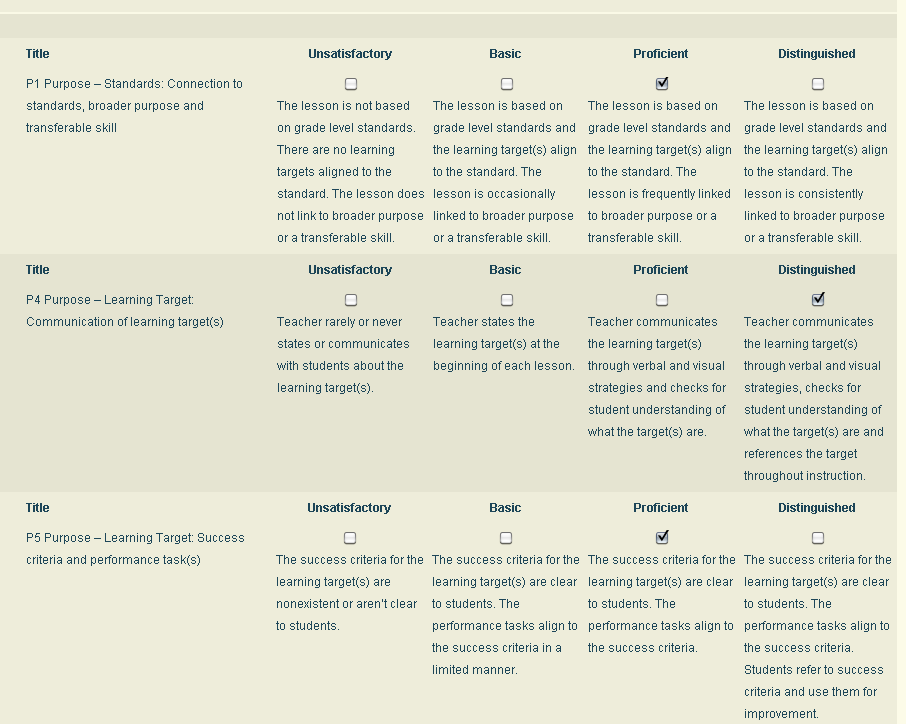 Title Unsatisfactory Basic Proficient Distinguished
P1 Purpose – Standards: Connection to
standards, broader purpose and
transferable skill
The lesson is not based
on grade level standards.
There are no learning
targets aligned to the
standard. The lesson does
not link to broader purpose
or a transferable skill.
The lesson is based on
grade level standards and
the learning target(s) align
to the standard. The
lesson is occasionally
linked to broader purpose
or a transferable skill.
The lesson is based on
grade level standards and
the learning target(s) align
to the standard. The
lesson is frequently linked
to broader purpose or a
transferable skill.
The lesson is based on
grade level standards and
the learning target(s) align
to the standard. The
lesson is consistently
linked to broader purpose
or a transferable skill.
Title Unsatisfactory Basic Proficient Distinguished
P4 Purpose – Learning Target:
Communication of learning target(s)
Teacher rarely or never
states or communicates
with students about the
learning target(s).
Teacher states the
learning target(s) at the
beginning of each lesson.
Teacher communicates
the learning target(s)
through verbal and visual
strategies and checks for
student understanding of
what the target(s) are.
Teacher communicates
the learning target(s)
through verbal and visual
strategies, checks for
student understanding of
what the target(s) are and
references the target
throughout instruction.
Title Unsatisfactory Basic Proficient Distinguished
P5 Purpose – Learning Target: Success
criteria and performance task(s)
The success criteria for the
learning target(s) are
nonexistent or aren't clear
to students.
The success criteria for the
learning target(s) are clear
to students. The
performance tasks align to
the success criteria in a
limited manner.
The success criteria for the
learning target(s) are clear
to students. The
performance tasks align to
the success criteria.
The success criteria for the
learning target(s) are clear
to students. The
performance tasks align to
the success criteria.
Students refer to success
criteria and use them for
improvement.